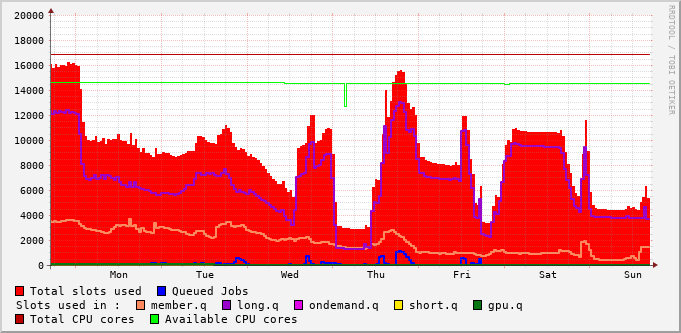 20000
18000
16000
14000
12000
10000
8000
6000
4000
2000
0
Mon Tue Wed Thu Fri Sat Sun
RRDTOOL / TOBI OETIKER
Total slots used Queued Jobs
Slots used in : member.q long.q ondemand.q short.q gpu.q
Total CPU cores Available CPU cores